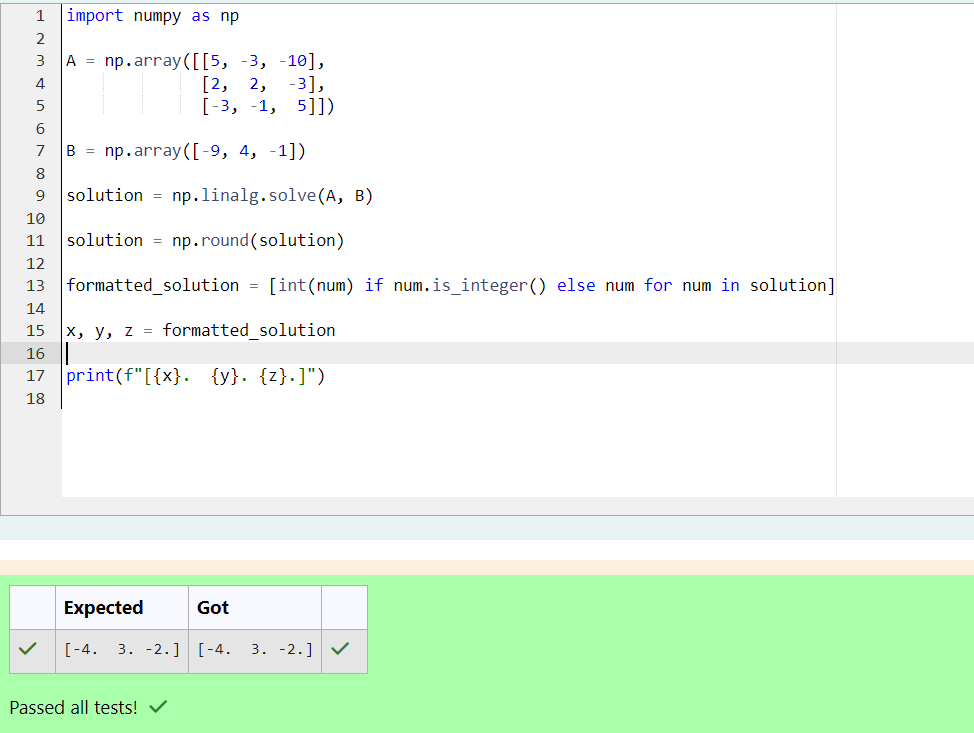 1 import numpy as np
2
3 A = np.array([[5, -3, -10],
4               [2,  2,  -3],
5               [-3, -1,  5]])
6
7 B = np.array([-9, 4, -1])
8
9 solution = np.linalg.solve(A, B)
10
11 solution = np.round(solution)
12
13 formatted_solution = [int(num) if num.is_integer() else num for num in solution]
14
15 x, y, z = formatted_solution
16
17 print(f"[{x}.  {y}. {z}.]")
18
Expected Got
[-4.  3. -2.] [-4.  3. -2.]
Passed all tests!